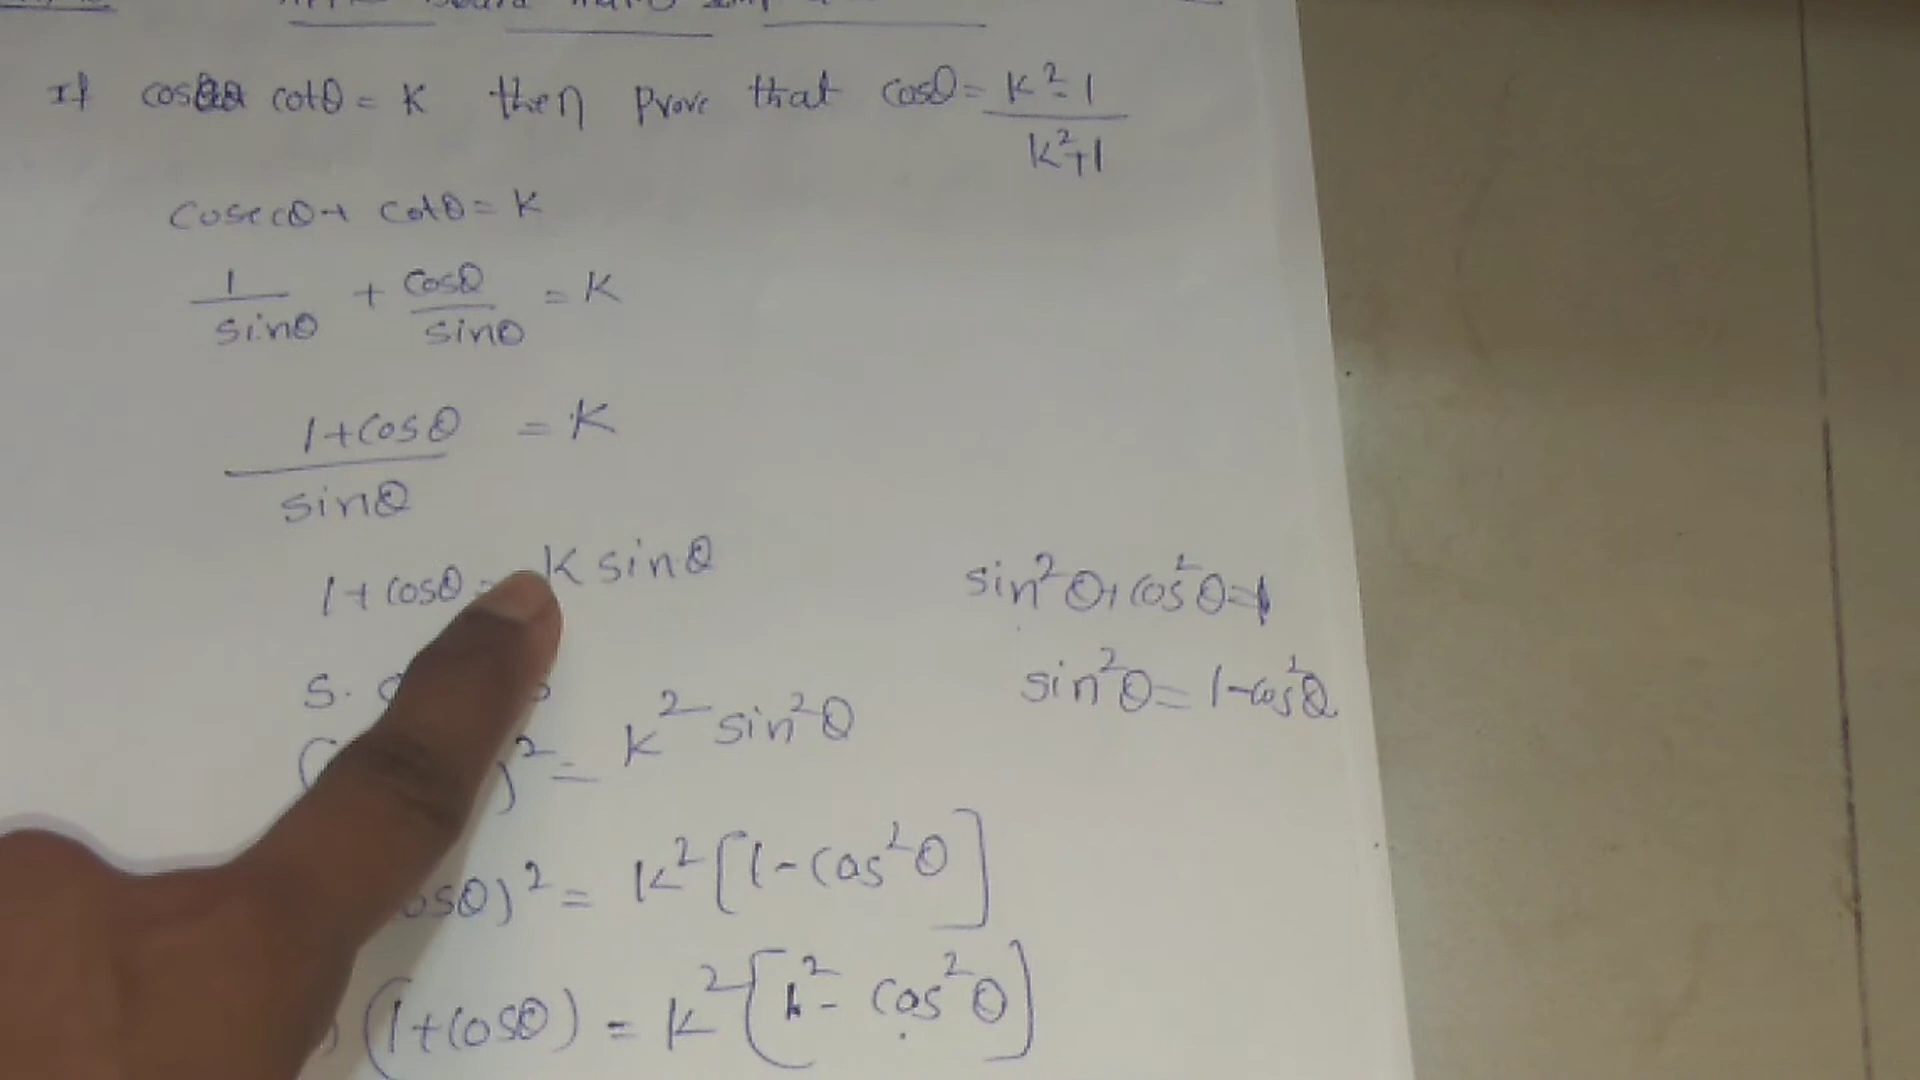 If cotθ = K then prove that cosθ = K²-1 / K²+1
cosecθ + cotθ = K
1/sinθ + cosθ/sinθ = K
1+cosθ / sinθ = K
1+cosθ = K sinθ
sin²θ + cos²θ = 1
S.
sin²θ = 1-cos²θ
( )² = K² sin²θ
osθ)² = K² [1-cos²θ]
) (1+cosθ) = K² [1² - cos²θ]